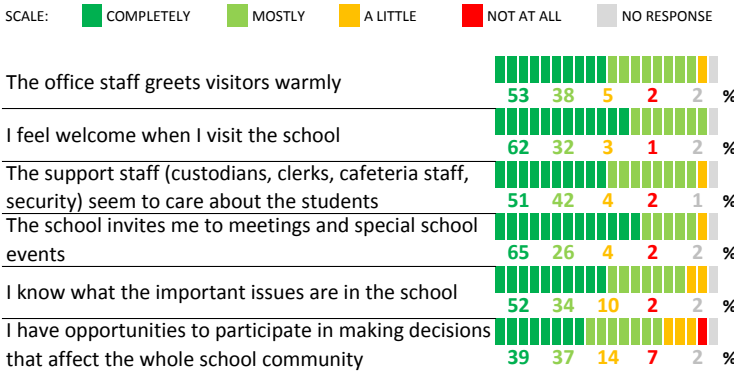 SCALE: COMPLETELY MOSTLY A LITTLE NOT AT ALL NO RESPONSE
The office staff greets visitors warmly
53 38 5 2 2 %
I feel welcome when I visit the school
62 32 3 1 2 %
The support staff (custodians, clerks, cafeteria staff,
security) seem to care about the students
51 42 4 2 1 %
The school invites me to meetings and special school
events
65 26 4 2 2 %
I know what the important issues are in the school
52 34 10 2 2 %
I have opportunities to participate in making decisions
that affect the whole school community
39 37 14 7 2 %